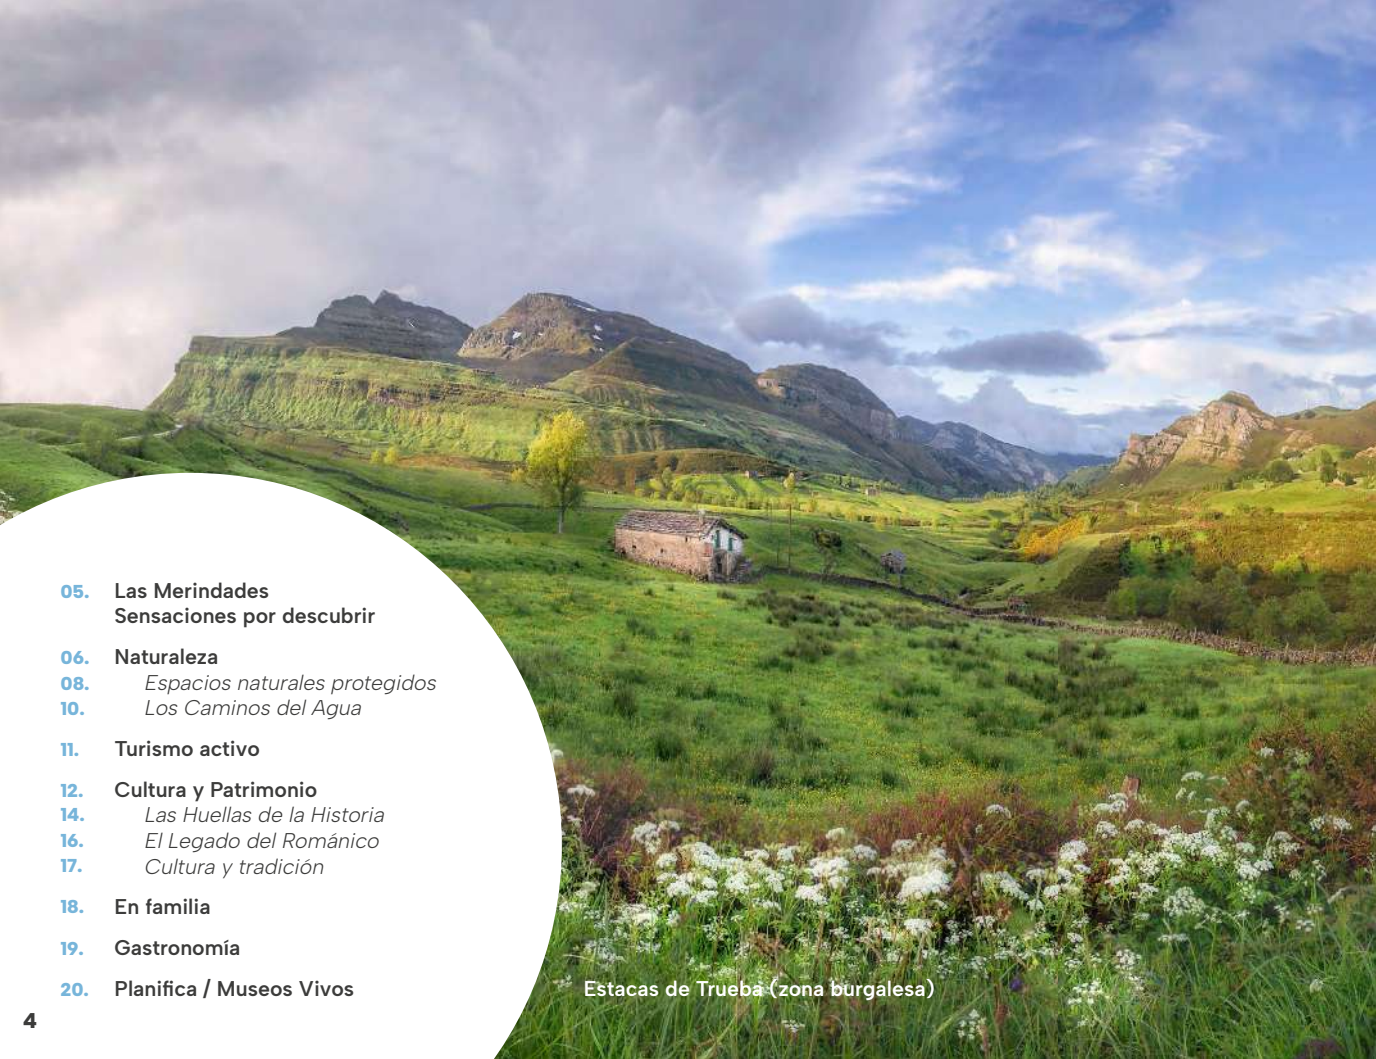 05. Las Merindades
Sensaciones por descubrir
06. Naturaleza
08. Espacios naturales protegidos
10. Los Caminos del Agua
11. Turismo activo
12. Cultura y Patrimonio
14. Las Huellas de la Historia
16. El Legado del Románico
17. Cultura y tradición
18. En familia
19. Gastronomía
20. Planifica / Museos Vivos
Estacas de Trueba (zona burgalesa)
4